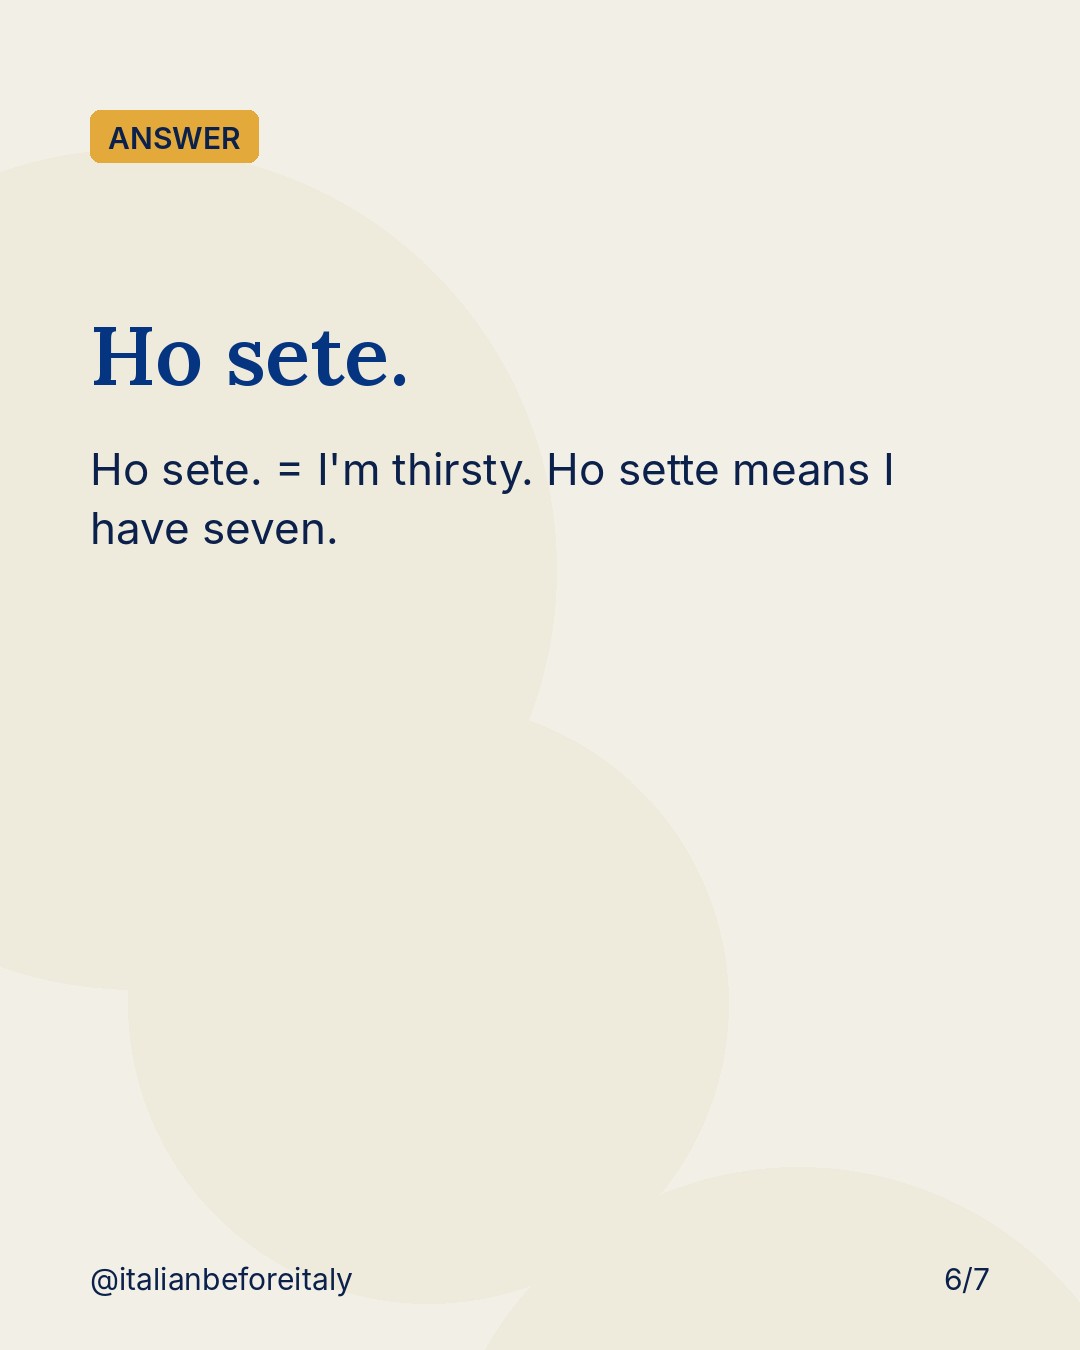 ANSWER
Ho sete.
Ho sete. = I'm thirsty. Ho sette means I
have seven.
@italianbeforeitaly
6/7